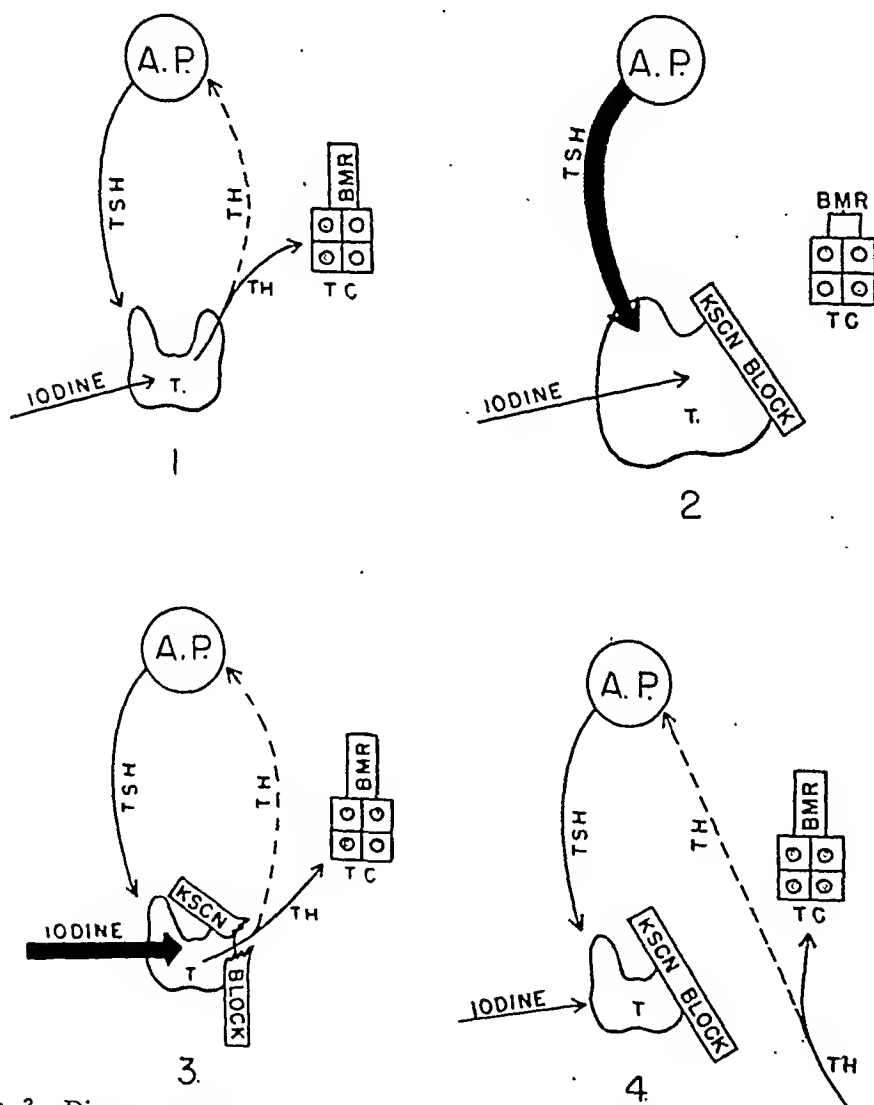 A.P.
TSH
TH
BMR
TH
TC
IODINE
T.
1
A.P.
TSH
BMR
TC
KSCN BLOCK
IODINE
T.
2
A.P.
TSH
TH
BMR
TC
KSCN
TH
IODINE
T
BLOCK
3.
A.P.
TSH
TH
BMR
TC
KSCN BLOCK
IODINE
T
TH
4.